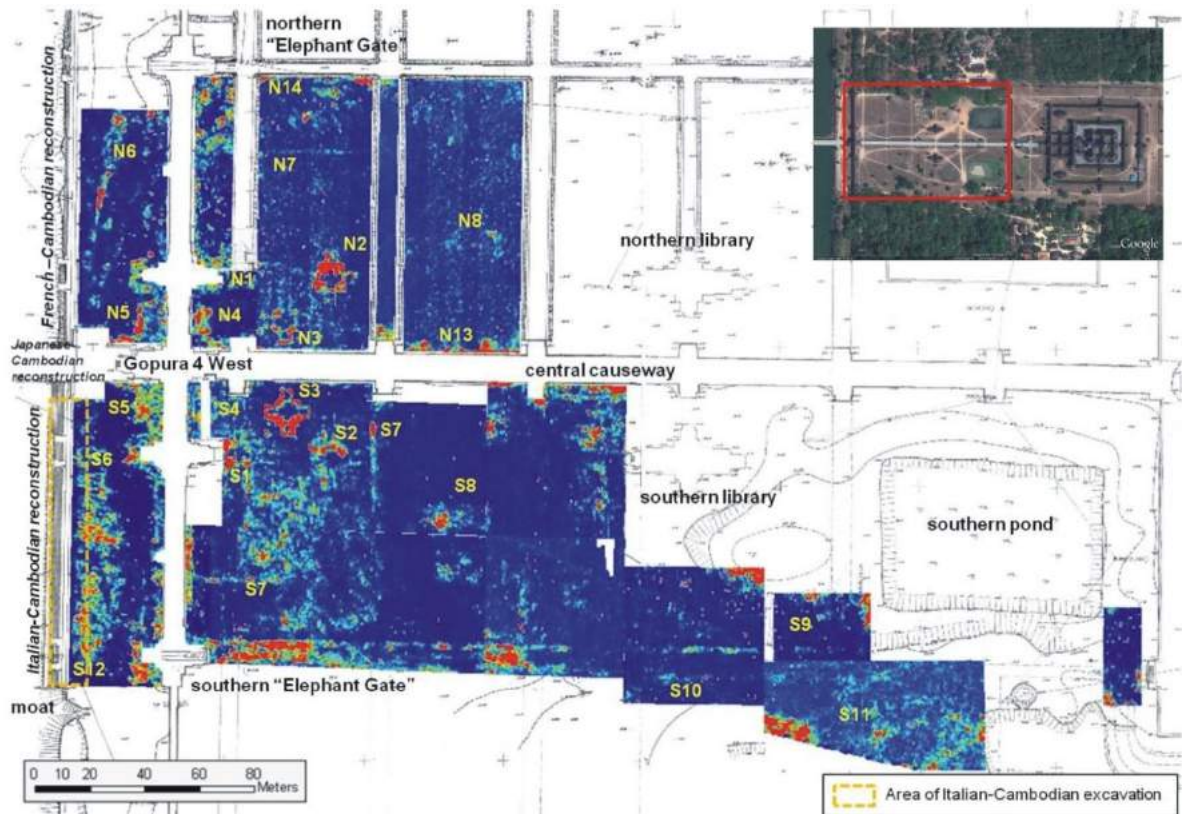 northern
"Elephant Gate"
French-Cambodian reconstruction
N14
N6
N7
N8
N2
northern library
Google
N1
N5
N4
N3
N13
Japanese
Cambodian
reconstruction
Gopura 4 West
central causeway
S5
S4
S3
S7
S2
S6
S1
S8
southern library
southern pond
Italian-Cambodian reconstruction
S7
S9
S12
S10
S11
southern "Elephant Gate"
moat
0 10 20 40 60 80
Meters
Area of Italian-Cambodian excavation